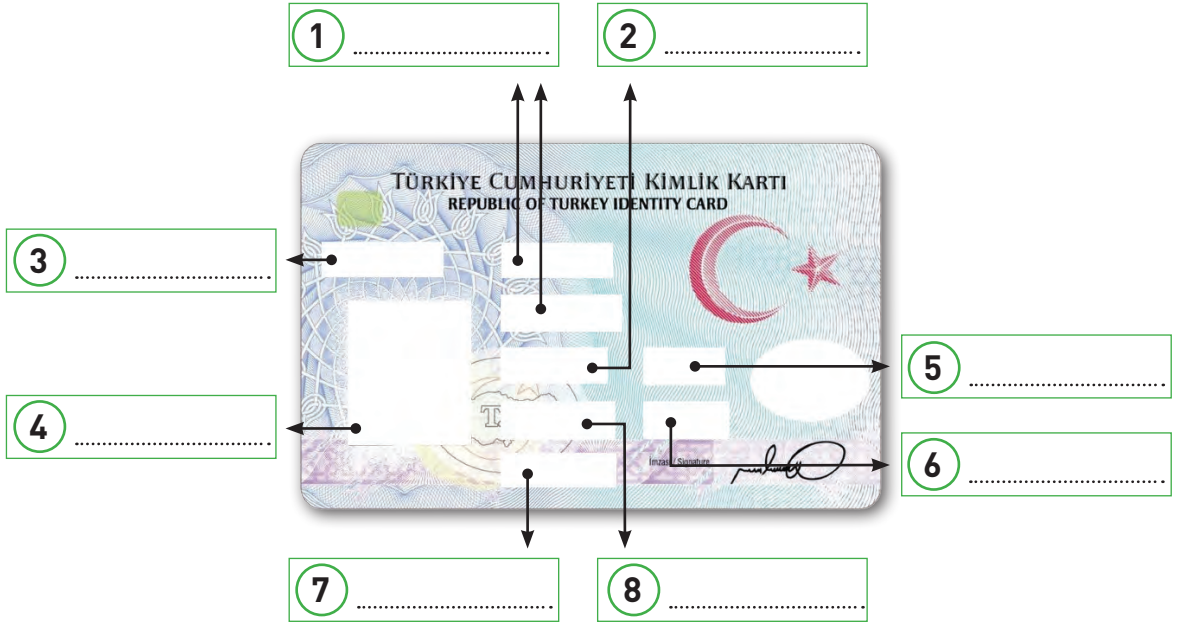 1 ............................
2 ............................
TÜRKİYE CUMHURİYETİ KİMLİK KARTI
REPUBLIC OF TURKEY IDENTITY CARD
3 ............................
5 ............................
4 ............................
T
6 ............................
İmzası / Signature
7 ............................
8 ............................